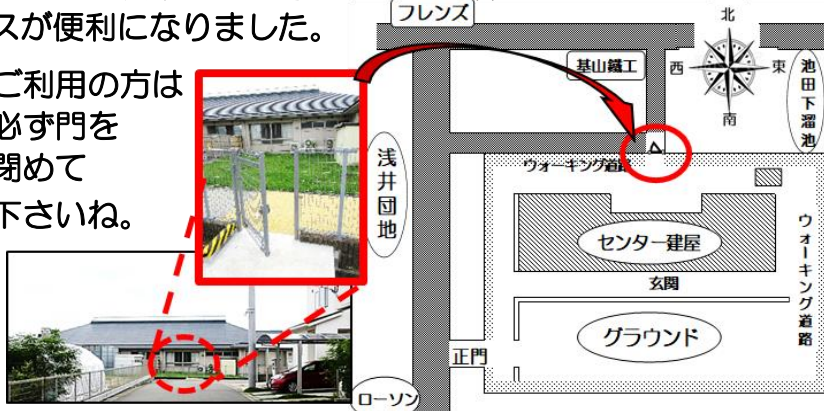 スが便利になりました。
ご利用の方は
必ず門を
閉めて
下さいね。
フレンズ
基山鐵工
北
西
東
南
池田下溜池
浅井団地
ウォーキング道路
センター建屋
玄関
ウォーキング道路
グラウンド
正門
ローソン